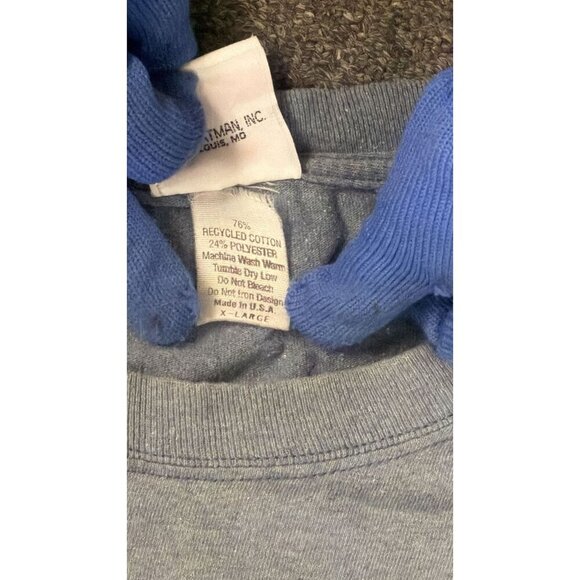 ATMAN, INC.
LOUIS, MO
76%
RECYCLED COTTON
24% POLYESTER
Machine Wash Warm
Tumble Dry Low
Do Not Bleach
Do Not Iron Design
Made In U.S.A.
X-LARGE